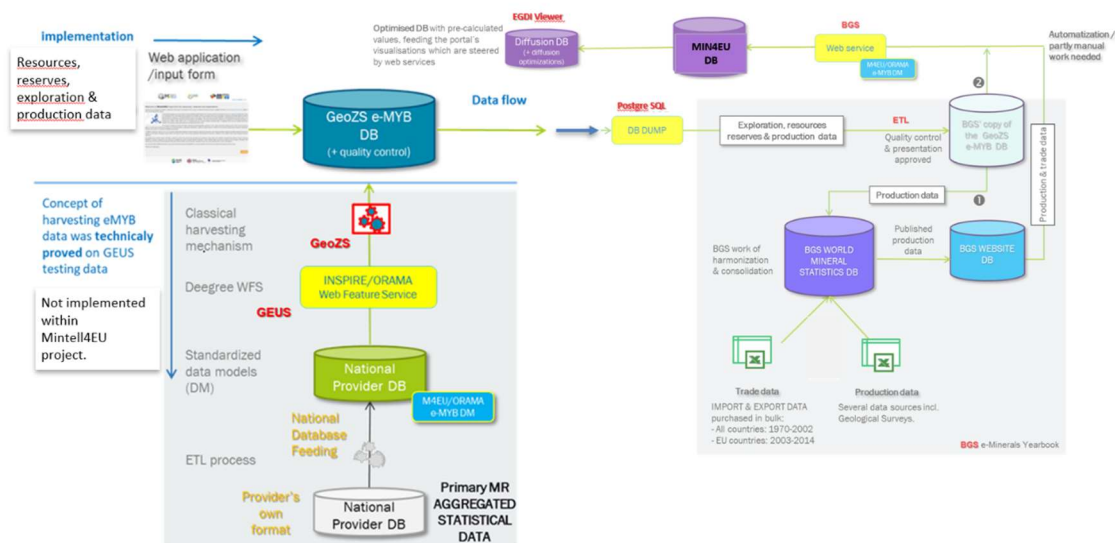 implementation
Resources,
reserves,
exploration &
production data
Web application
/input form
GeoZS e-MYB
DB
(+ quality control)
Data flow
Optimised DB with pre-calculated
values, feeding the portal's
visualisations which are steered
by web services
EGDI Viewer
Diffusion DB
(+ diffusion
optimizations)
MIN4EU
DB
BGS
Web service
M4EU/ORAMA
e-MYB DM
Automatization /
partly manual
work needed
Postgre SQL
DB DUMP
Exploration, resources
reserves & production data
ETL
Quality control
& presentation
approved
BGS' copy of
the GeoZS
e-MYB DB
2
Production & trade data
Production data
1
BGS work of
harmonization
& consolidation
BGS WORLD
MINERAL
STATISTICS DB
Published
production
data
BGS WEBSITE
DB
Trade data
IMPORT & EXPORT DATA
purchased in bulk:
- All countries: 1970-2002
- EU countries: 2003-2014
Production data
Several data sources incl.
Geological Surveys.
BGS e-Minerals Yearbook
Concept of
harvesting eMYB
data was technicaly
proved on GEUS
testing data
Not implemented
within
Mintell4EU
project.
Classical
harvesting
mechanism
GeoZS
Deegree WFS
INSPIRE/ORAMA
Web Feature Service
GEUS
Standardized
data models
(DM)
National
Provider DB
M4EU/ORAMA
e-MYB DM
National
Database
Feeding
ETL process
Provider's
own
format
National
Provider DB
Primary MR
AGGREGATED
STATISTICAL
DATA